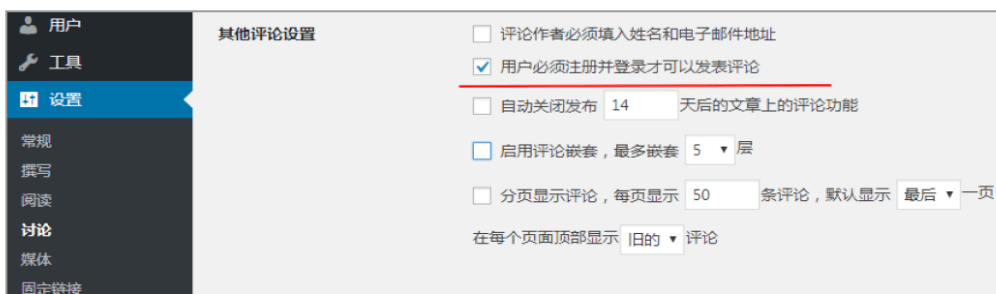 用户
工具
设置
常规
撰写
阅读
讨论
媒体
固定链接
其他评论设置
评论作者必须填入姓名和电子邮件地址
用户必须注册并登录才可以发表评论
自动关闭发布 14 天后的文章上的评论功能
启用评论嵌套，最多嵌套 5 层
分页显示评论，每页显示 50 条评论，默认显示 最后 一页
在每个页面顶部显示 旧的 评论